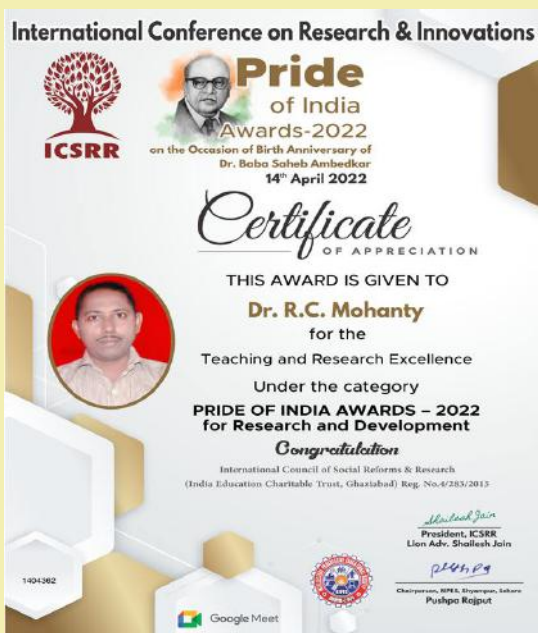 International Conference on Research & Innovations
ICSRR
Pride
of India
Awards-2022
on the Occasion of Birth Anniversary of
Dr. Baba Saheb Ambedkar
14th April 2022
Certificate
OF APPRECIATION
THIS AWARD IS GIVEN TO
Dr. R.C. Mohanty
for the
Teaching and Research Excellence
Under the category
PRIDE OF INDIA AWARDS – 2022
for Research and Development
Congratulation
International Council of Social Reforms & Research
(India Education Charitable Trust, Ghaziabad) Reg. No.4/283/2013
Shailesh Jain
President, ICSRR
Lion Adv. Shailesh Jain
Chairperson, Shyampur,
Pushpa Rajput
1404362
Google Meet